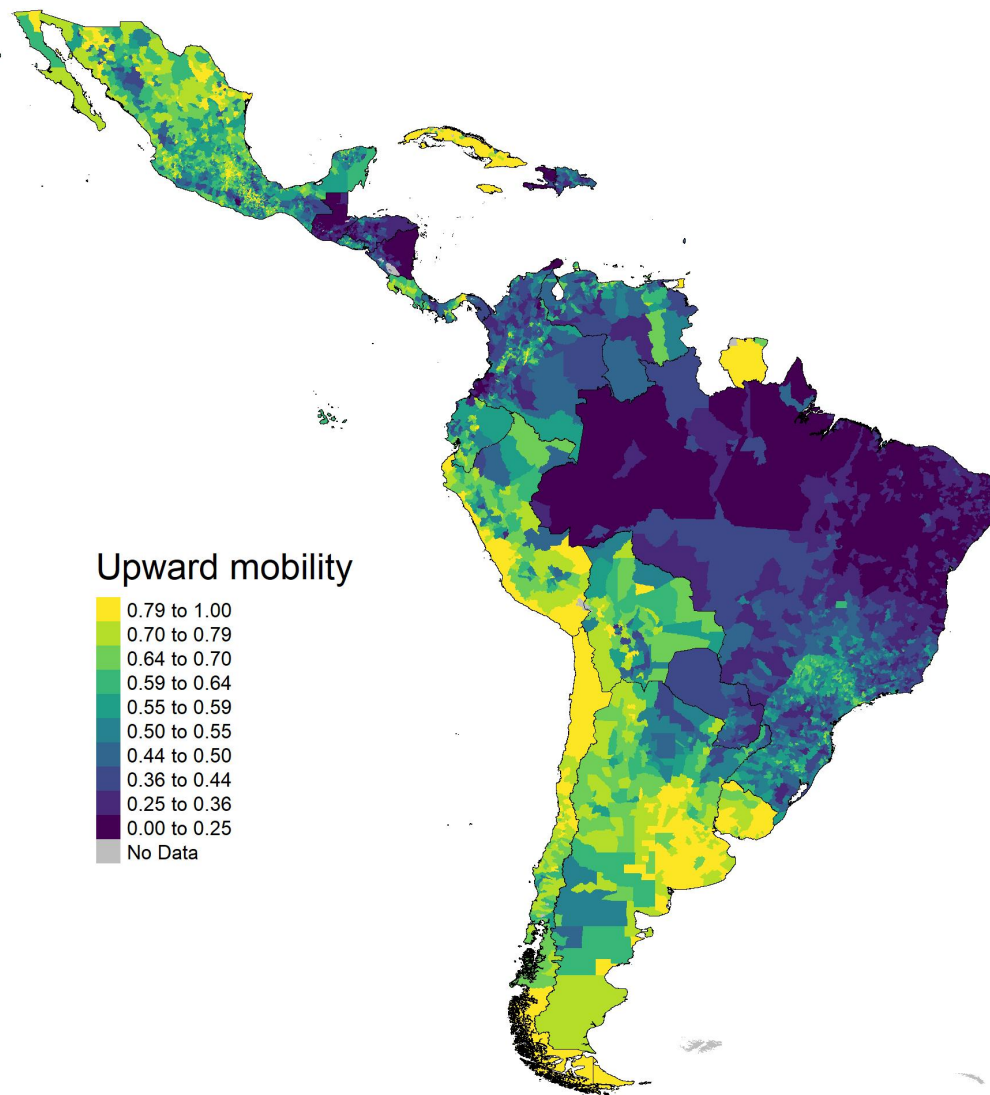 Upward mobility
0.79 to 1.00
0.70 to 0.79
0.64 to 0.70
0.59 to 0.64
0.55 to 0.59
0.50 to 0.55
0.44 to 0.50
0.36 to 0.44
0.25 to 0.36
0.00 to 0.25
No Data